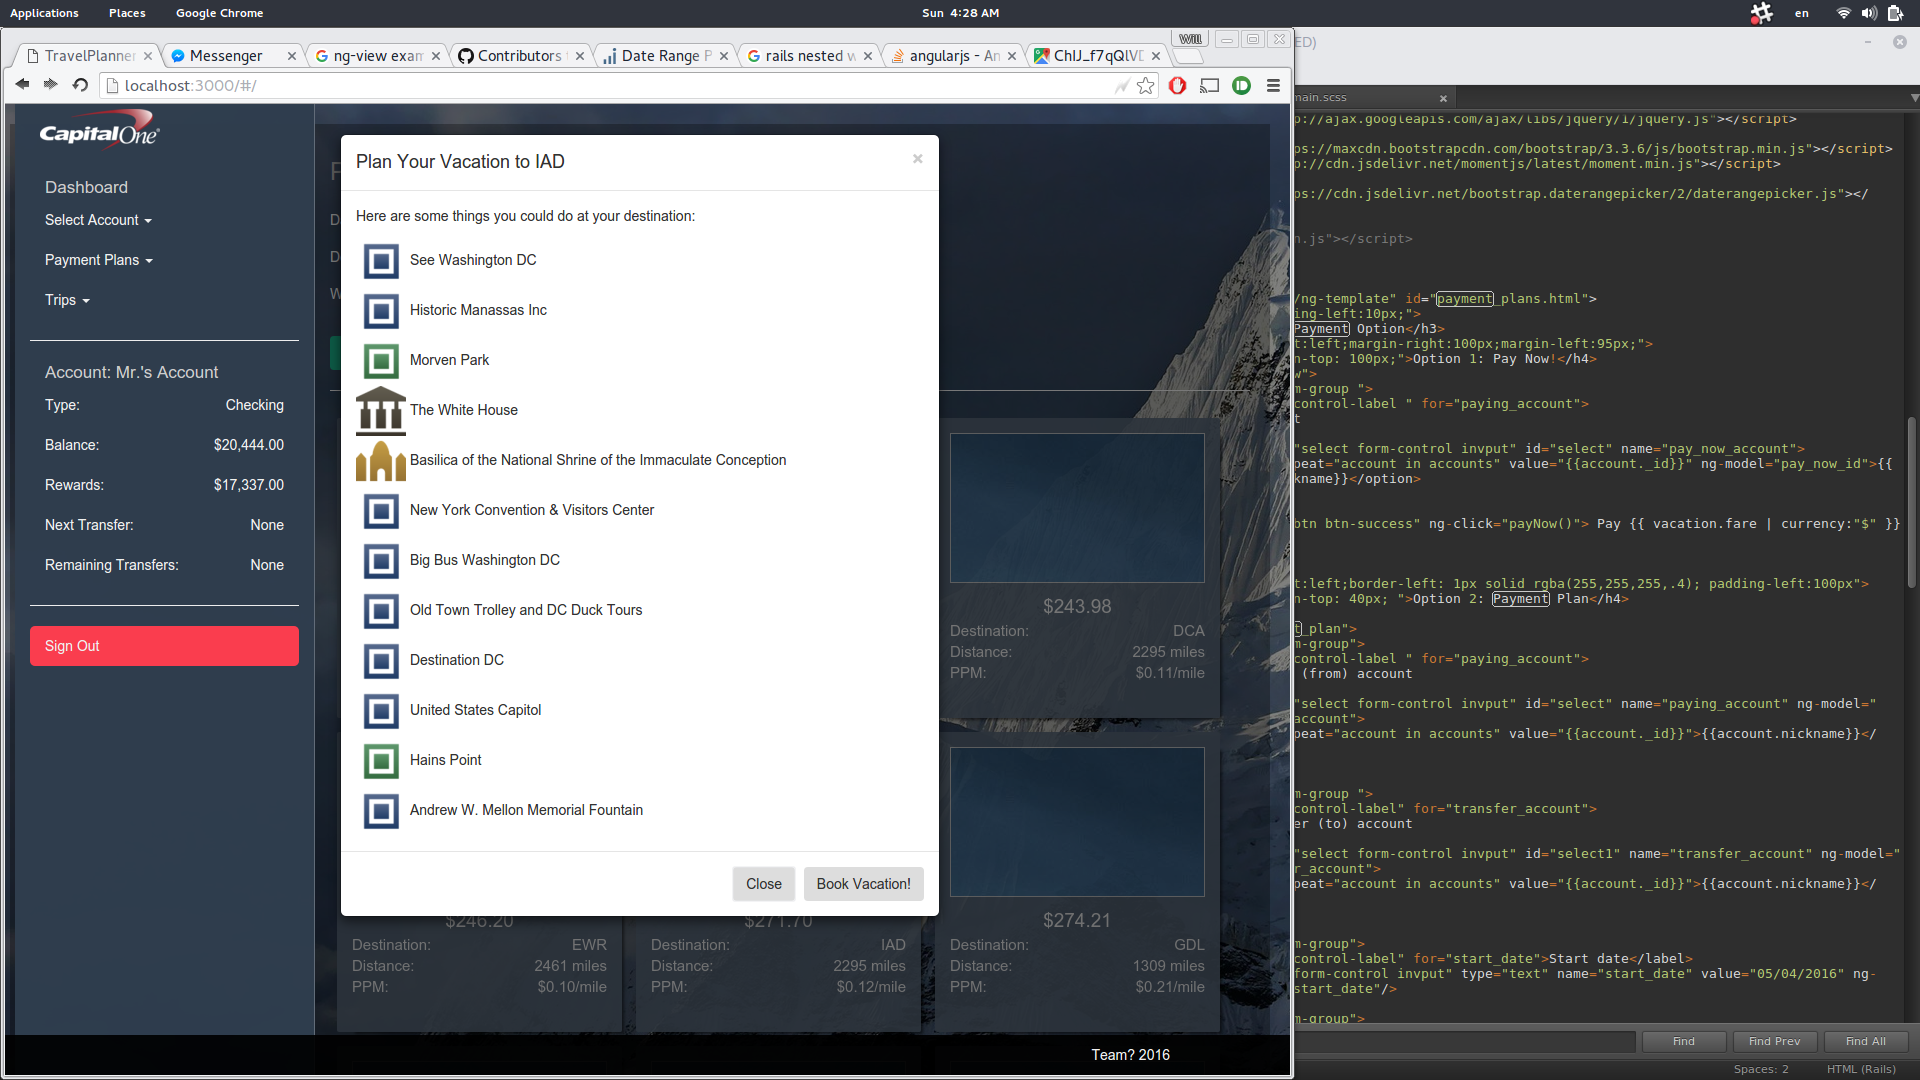 Applications Places Google Chrome
Sun 4:28 AM
en
TravelPlanner
Messenger
ng-view exam
Contributors
Date Range P
rails nested w
angularjs - An
ChIJ_f7qQlVD
Will
localhost:3000/#/
CapitalOne
Dashboard
Select Account
Payment Plans
Trips
Account: Mr.'s Account
Type: Checking
Balance: $20,444.00
Rewards: $17,337.00
Next Transfer: None
Remaining Transfers: None
Sign Out
Plan Your Vacation to IAD
×
Here are some things you could do at your destination:
See Washington DC
Historic Manassas Inc
Morven Park
The White House
Basilica of the National Shrine of the Immaculate Conception
New York Convention & Visitors Center
Big Bus Washington DC
Old Town Trolley and DC Duck Tours
Destination DC
United States Capitol
Hains Point
Andrew W. Mellon Memorial Fountain
Close
Book Vacation!
$243.98
Destination: DCA
Distance: 2295 miles
PPM: $0.11/mile
$246.20
Destination: EWR
Distance: 2461 miles
PPM: $0.10/mile
$271.70
Destination: IAD
Distance: 2295 miles
PPM: $0.12/mile
$274.21
Destination: GDL
Distance: 1309 miles
PPM: $0.21/mile
Team? 2016
ED)
main.scss
p://ajax.googleapis.com/ajax/libs/jquery/1/jquery.js"></script>
ps://maxcdn.bootstrapcdn.com/bootstrap/3.3.6/js/bootstrap.min.js"></script>
p://cdn.jsdelivr.net/momentjs/latest/moment.min.js"></script>
ps://cdn.jsdelivr.net/bootstrap.daterangepicker/2/daterangepicker.js"></
n.js"></script>
/ng-template" id="payment_plans.html">
ing-left:10px;">
Payment Option</h3>
t:left;margin-right:100px;margin-left:95px;">
n-top: 100px;">Option 1: Pay Now!</h4>
w">
m-group ">
control-label " for="paying_account">
t
"select form-control invput" id="select" name="pay_now_account">
peat="account in accounts" value="{{account._id}}" ng-model="pay_now_id">{{
kname}}</option>
btn btn-success" ng-click="payNow()"> Pay {{ vacation.fare | currency:"$" }}
t:left;border-left: 1px solid rgba(255,255,255,.4); padding-left:100px">
n-top: 40px; ">Option 2: Payment Plan</h4>
t_plan">
m-group">
control-label " for="paying_account">
(from) account
"select form-control invput" id="select" name="paying_account" ng-model="
account">
peat="account in accounts" value="{{account._id}}">{{account.nickname}}</
m-group ">
control-label" for="transfer_account">
er (to) account
"select form-control invput" id="select1" name="transfer_account" ng-model="
r_account">
peat="account in accounts" value="{{account._id}}">{{account.nickname}}</
m-group">
control-label" for="start_date">Start date</label>
form-control invput" type="text" name="start_date" value="05/04/2016" ng-
start_date"/>
m-group">
Find
Find Prev
Find All
Spaces: 2
HTML (Rails)